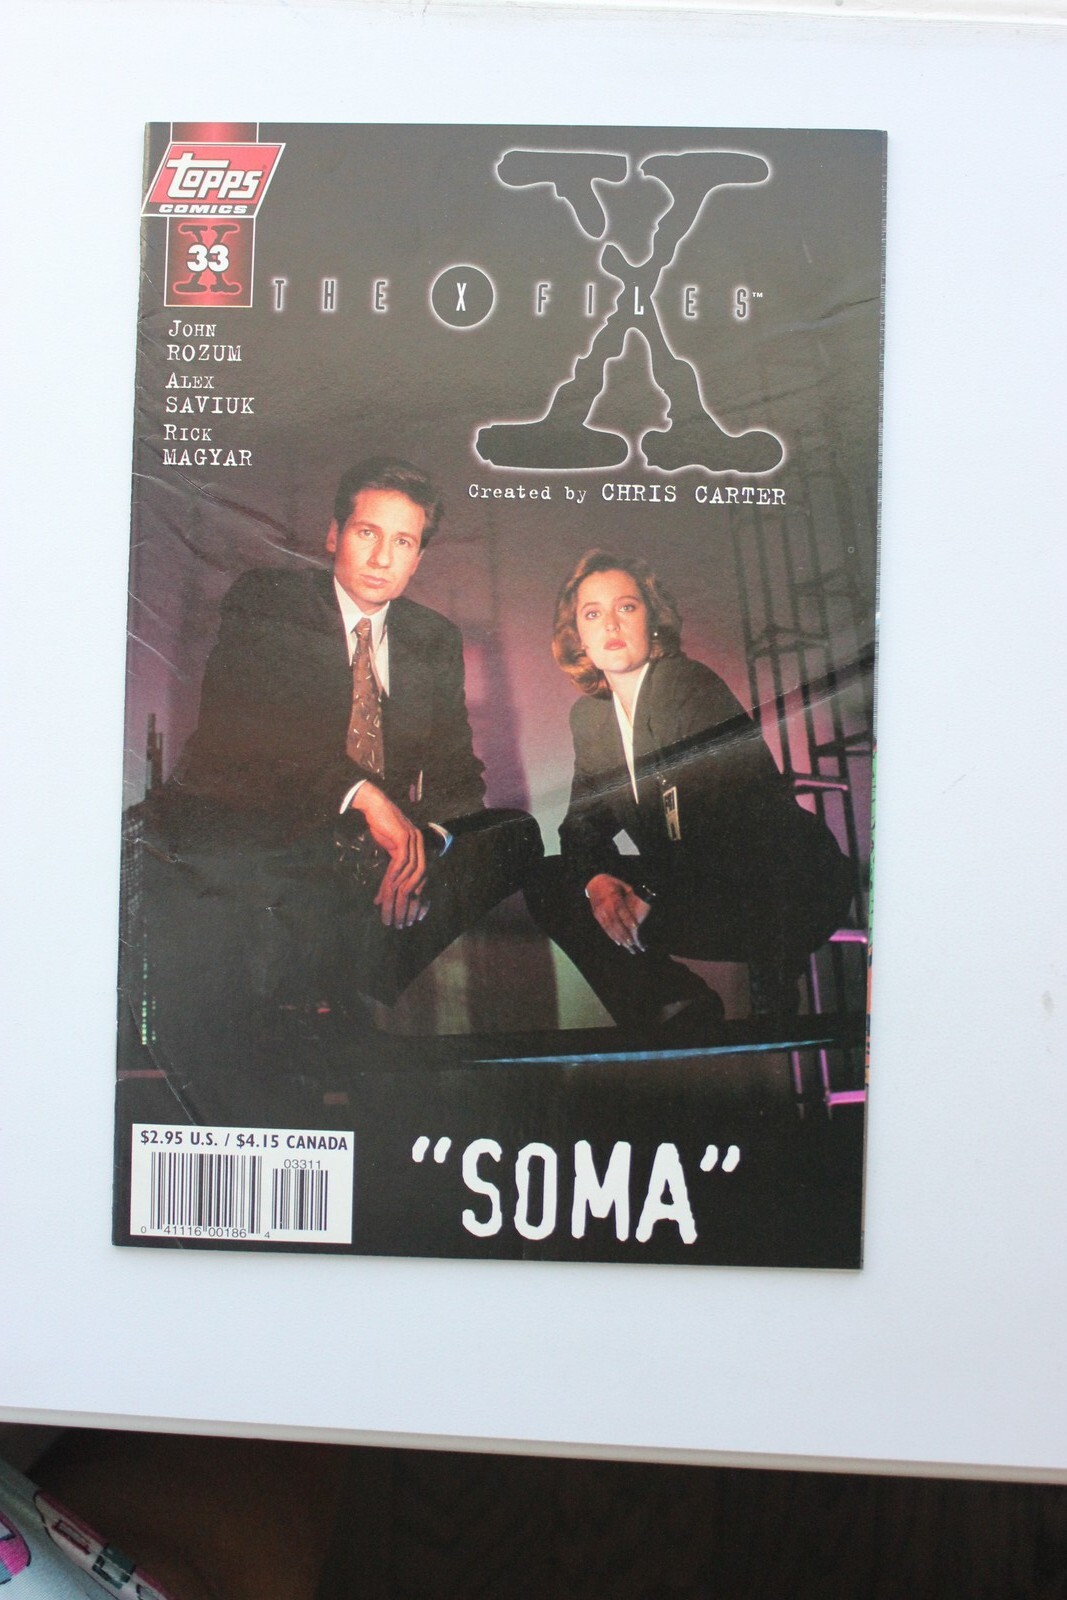 Topps
COMICS
33
THE X FILES™
JOHN
ROZUM
ALEX
SAVIUK
RICK
MAGYAR
Created by CHRIS CARTER
$2.95 U.S. / $4.15 CANADA
03311
0 41116 00186 4
"SOMA"